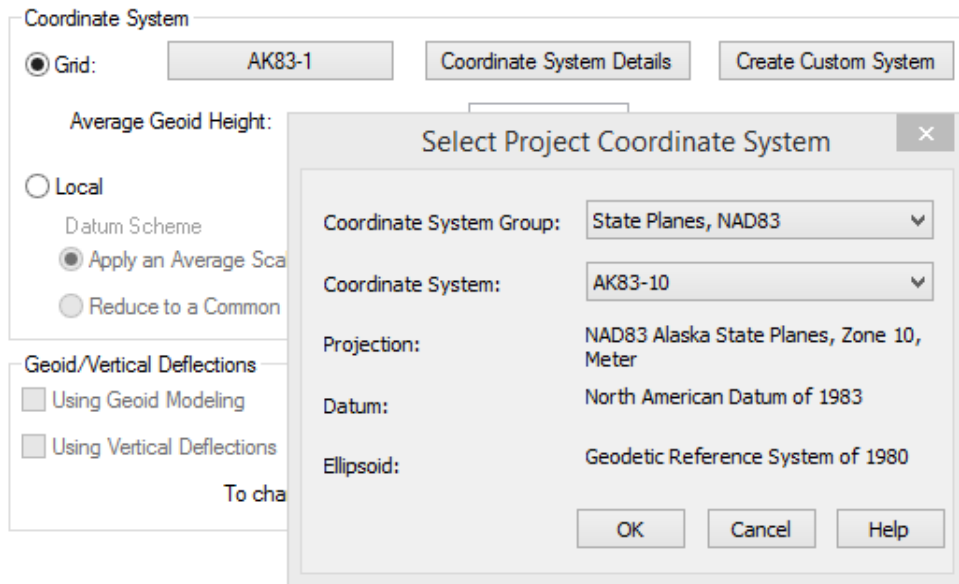 Coordinate System
Grid: AK83-1 Coordinate System Details Create Custom System
Average Geoid Height:
Select Project Coordinate System
Local
Datum Scheme
Apply an Average Sca
Reduce to a Common
Geoid/Vertical Deflections
Using Geoid Modeling
Using Vertical Deflections
To cha
Coordinate System Group: State Planes, NAD83
Coordinate System: AK83-10
Projection: NAD83 Alaska State Planes, Zone 10,
Meter
Datum: North American Datum of 1983
Ellipsoid: Geodetic Reference System of 1980
OK Cancel Help